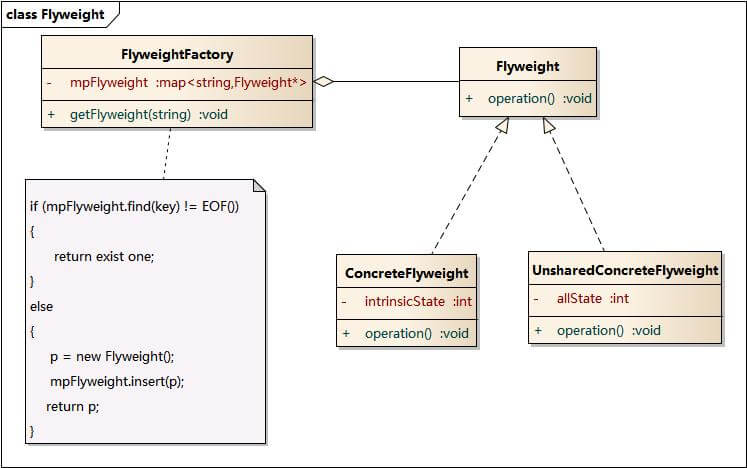 class Flyweight
FlyweightFactory
- mpFlyweight :map<string,Flyweight*>
+ getFlyweight(string) :void
Flyweight
+ operation() :void
if (mpFlyweight.find(key) != EOF())
{
return exist one;
}
else
{
p = new Flyweight();
mpFlyweight.insert(p);
return p;
}
ConcreteFlyweight
- intrinsicState :int
+ operation() :void
UnsharedConcreteFlyweight
- allState :int
+ operation() :void